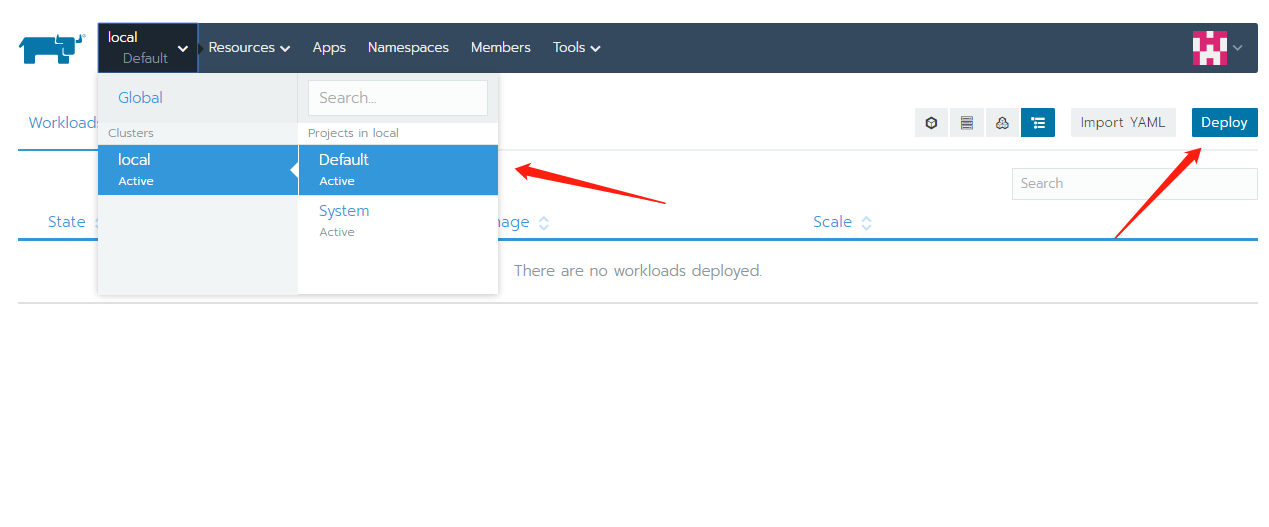 local
Default
Resources
Apps
Namespaces
Members
Tools
Global
Search...
Workloads
Import YAML
Deploy
Clusters
Projects in local
local
Active
Default
Active
Search
System
Active
State
Scale
There are no workloads deployed.